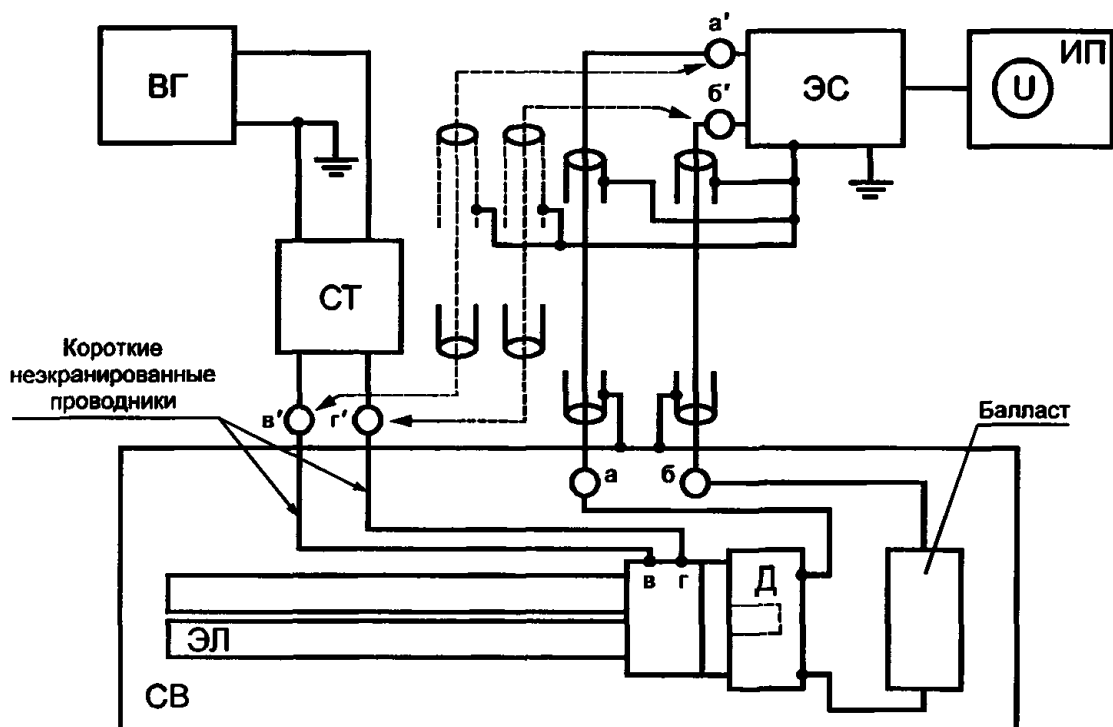 ВГ
а′
б′
ЭС
ИП
U
СТ
Короткие
неэкранированные
проводники
в′
г′
Балласт
а
б
в
г
Д
ЭЛ
СВ